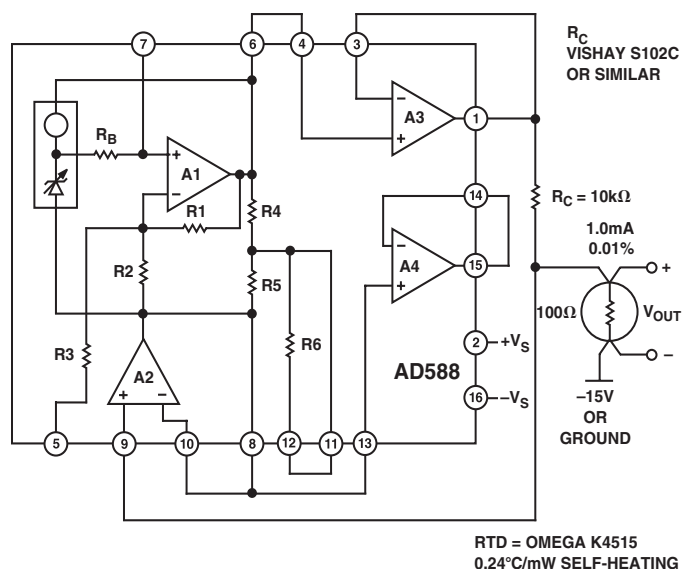 7
6
4
3
R_C
VISHAY S102C
OR SIMILAR
R_B
+
A1
–
–
A3
+
1
R1
R4
14
R_C = 10kΩ
1.0mA
0.01%
R2
R5
–
A4
+
15
+
100Ω
V_OUT
–
R3
R6
2
+V_S
A2
+
–
AD588
16
–V_S
–15V
OR
GROUND
5
9
10
8
12
11
13
RTD = OMEGA K4515
0.24°C/mW SELF-HEATING